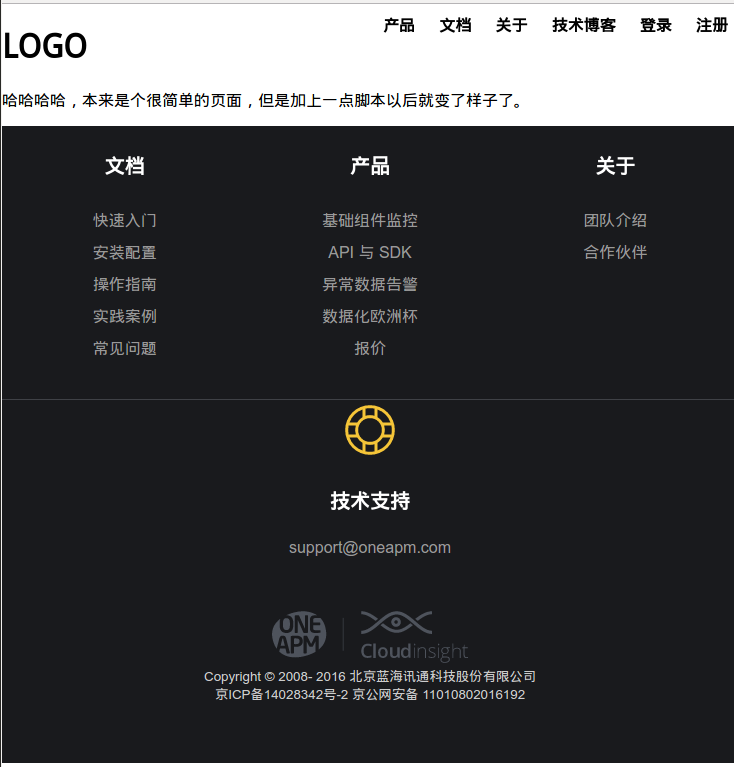 产品 文档 关于 技术博客 登录 注册
LOGO
哈哈哈哈，本来是个很简单的页面，但是加上一点脚本以后就变了样子了。
文档 产品 关于
快速入门 基础组件监控 团队介绍
安装配置 API 与 SDK 合作伙伴
操作指南 异常数据告警
实践案例 数据化欧洲杯
常见问题 报价
技术支持
support@oneapm.com
ONE
APM
Cloudinsight
Copyright © 2008- 2016 北京蓝海讯通科技股份有限公司
京ICP备14028342号-2 京公网安备 11010802016192